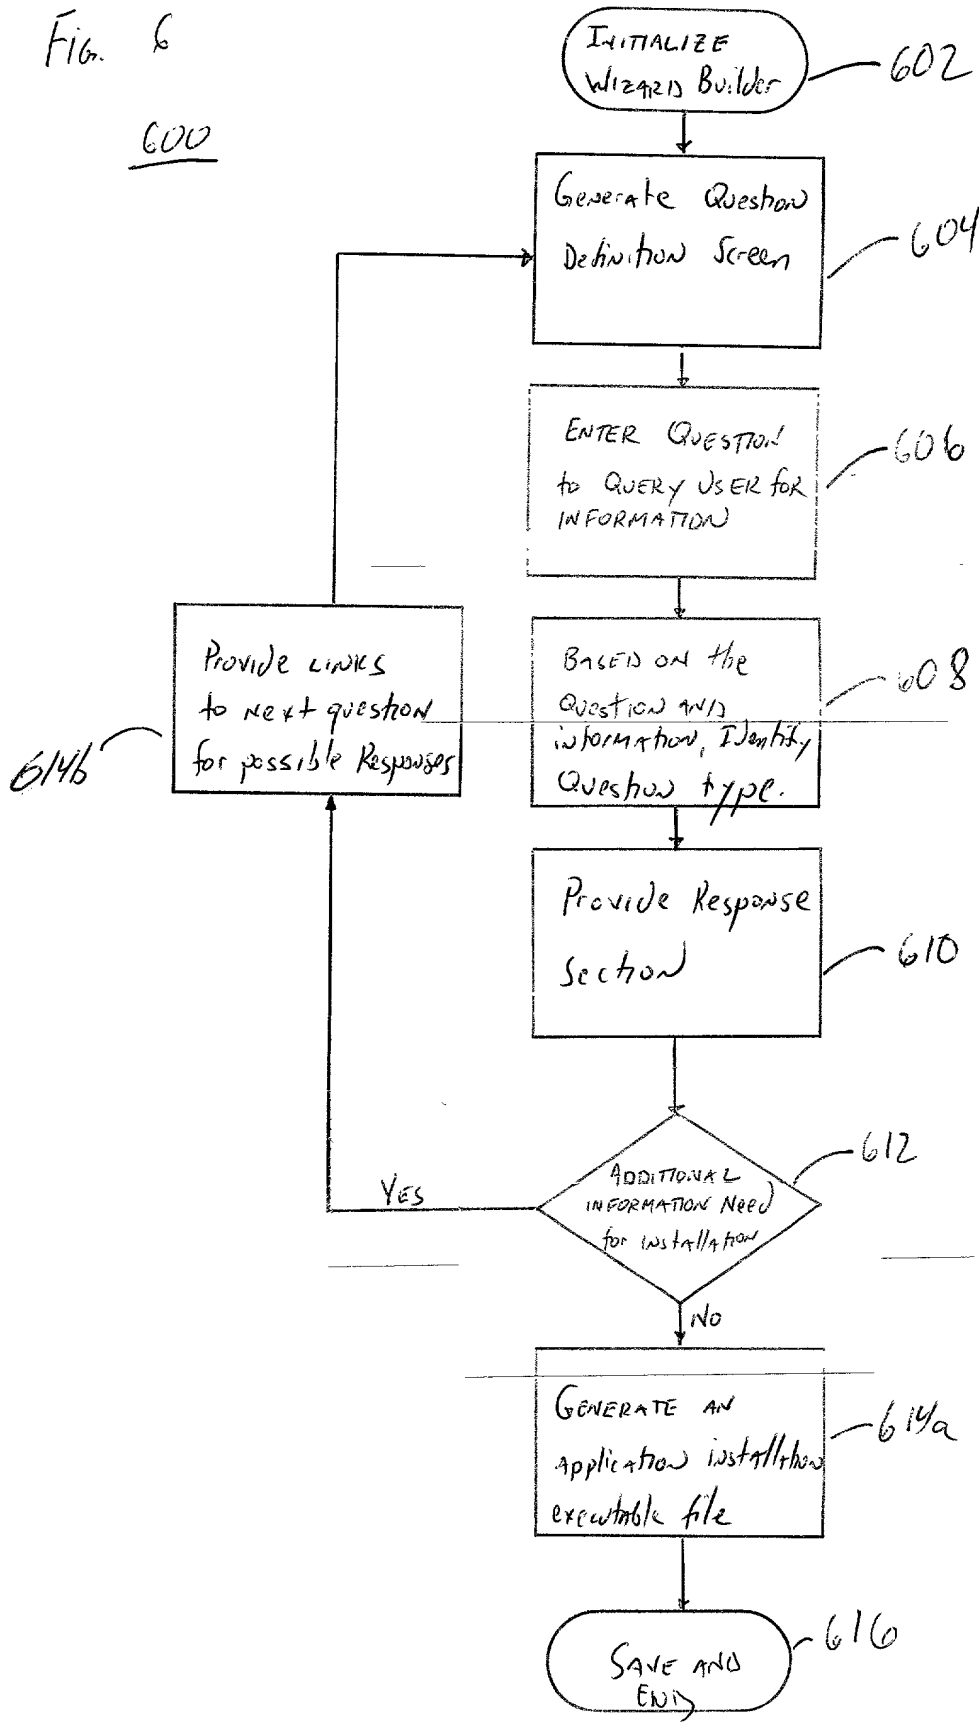 Fig. 6
600
INITIALIZE
WIZARD Builder
602
Generate Question
Definition Screen
604
ENTER QUESTION
to QUERY USER for
INFORMATION
606
BASED ON the
Question AND
information, Identify
Question type.
608
Provide LINKS
to next question
for possible Responses
614b
Provide Response
Section
610
ADDITIONAL
INFORMATION Need
for installation
612
YES
NO
GENERATE AN
Application installation
executable file
614a
SAVE AND
END
616